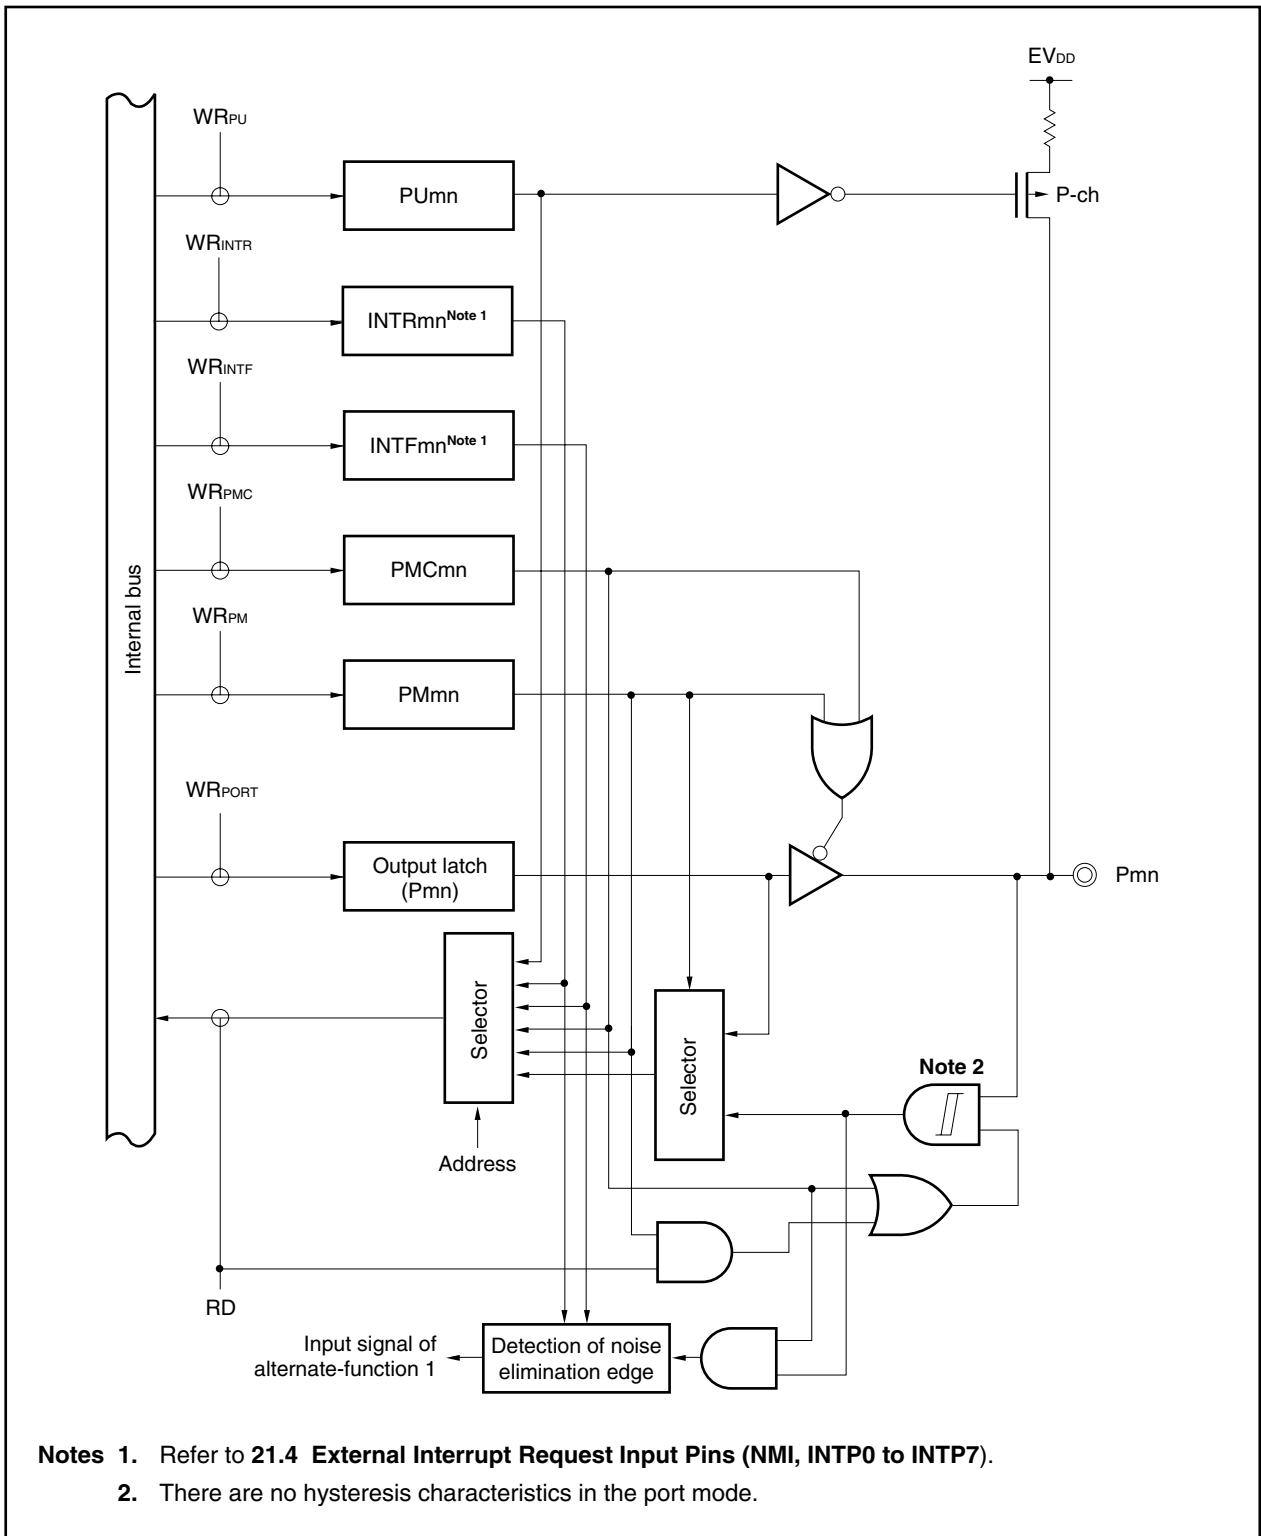 EVDD
WRPU
PUmn
P-ch
WRINTR
INTRmnNote 1
WRINTF
INTFmnNote 1
WRPMC
PMCmn
Internal bus
WRPM
PMmn
WRPORT
Output latch
(Pmn)
Pmn
Selector
Selector
Note 2
Address
RD
Input signal of
alternate-function 1
Detection of noise
elimination edge
Notes 1. Refer to 21.4 External Interrupt Request Input Pins (NMI, INTP0 to INTP7).
2. There are no hysteresis characteristics in the port mode.